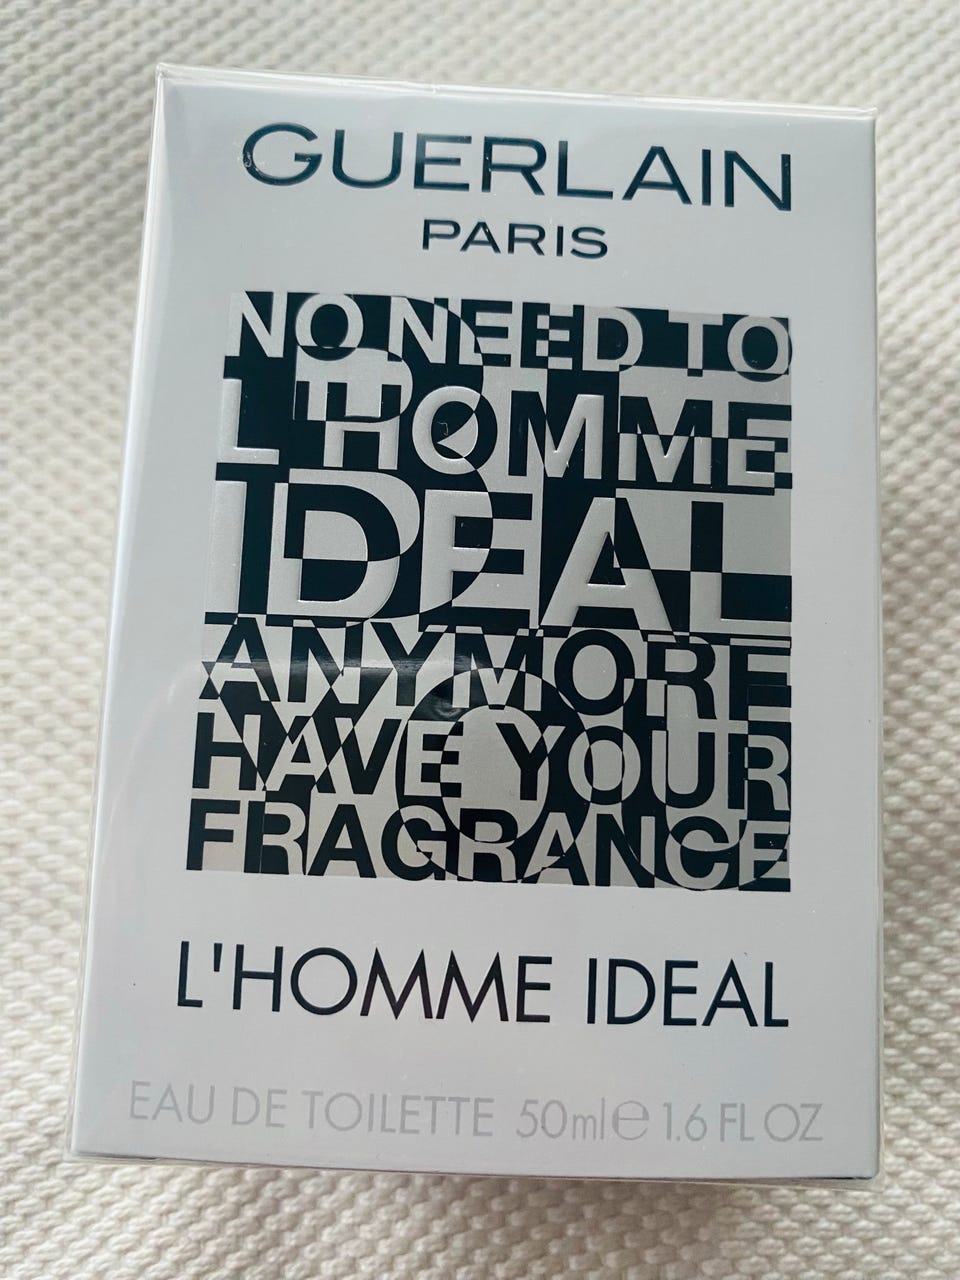 GUERLAIN
PARIS
NO NEED TO
L'HOMME
IDEAL
ANYMORE
HAVE YOUR
FRAGRANCE
L'HOMME IDEAL
EAU DE TOILETTE 50ml℮ 1.6 FL OZ